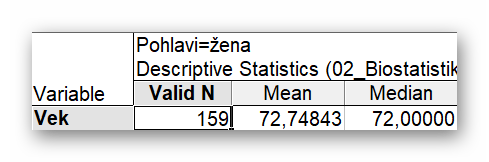 Pohlavi=žena
Descriptive Statistics (02_Biostatistik
Variable Valid N Mean Median
Vek 159 72,74843 72,00000